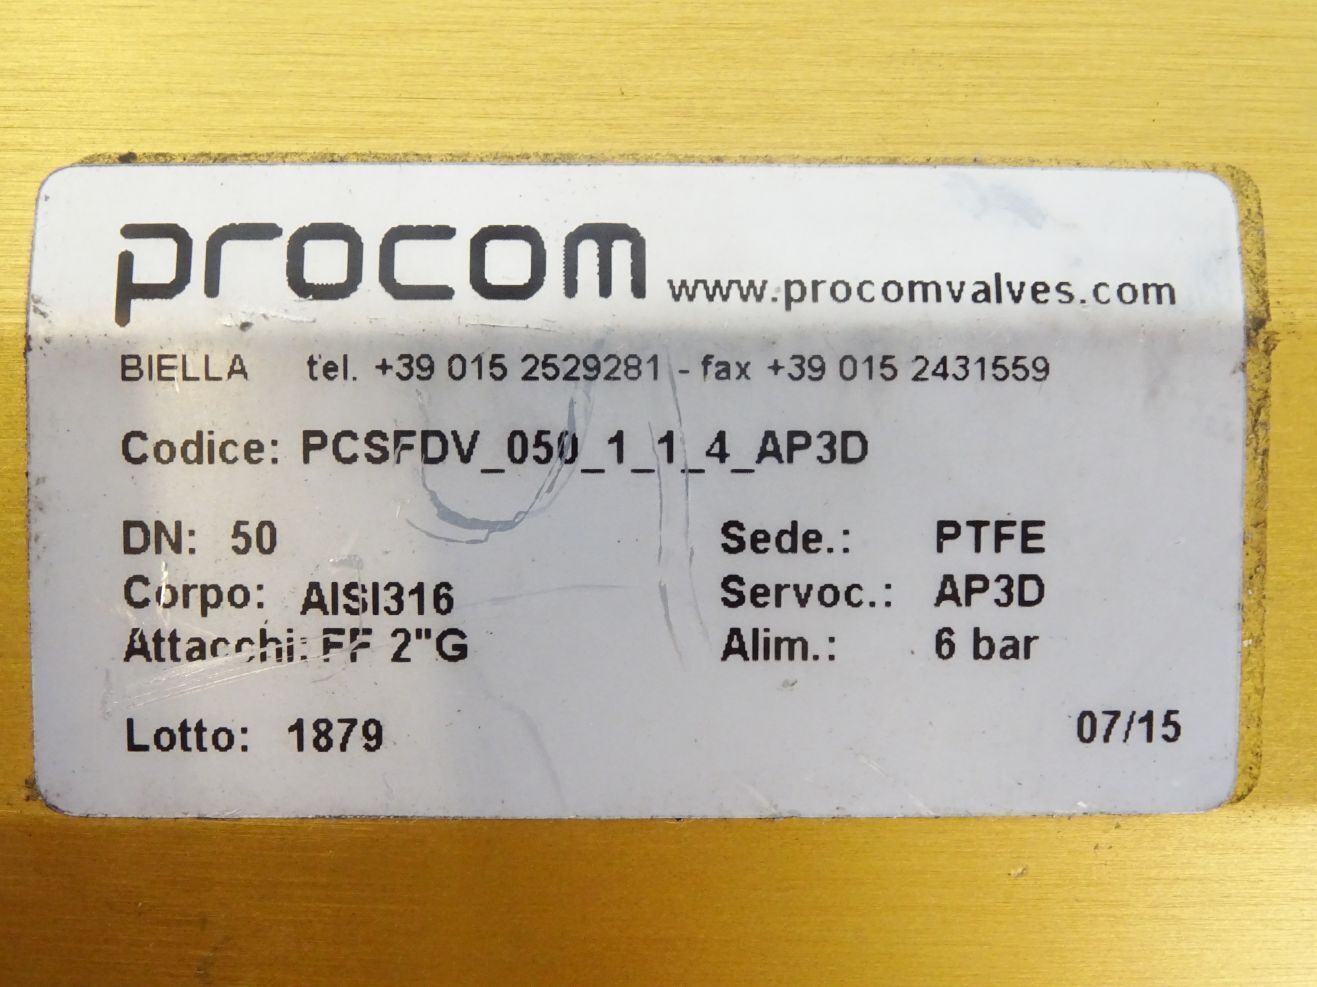 procom www.procomvalves.com
BIELLA tel. +39 015 2529281 - fax +39 015 2431559
Codice: PCSFDV_050_1_1_4_AP3D
DN: 50 Sede.: PTFE
Corpo: AISI316 Servoc.: AP3D
Attacchi: FF 2"G Alim.: 6 bar
Lotto: 1879 07/15